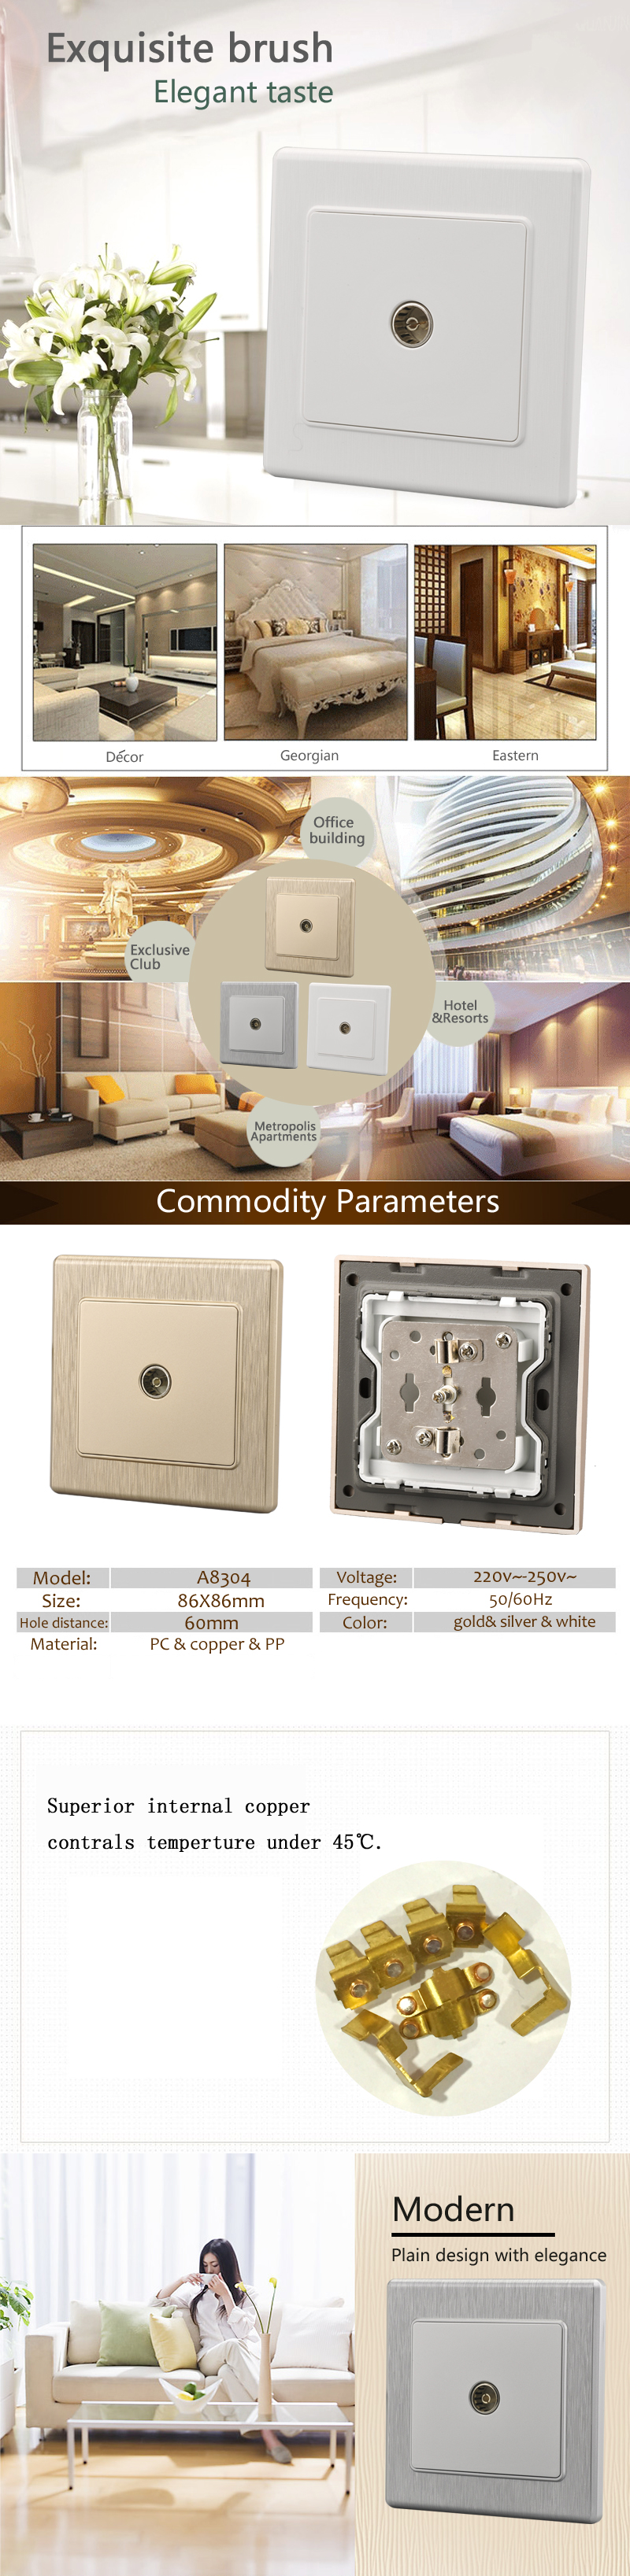 Exquisite brush
Elegant taste
Décor
Georgian
Eastern
Office
building
Exclusive
Club
Hotel
&Resorts
Metropolis
Apartments
Commodity Parameters
Model: A8304
Size: 86X86mm
Hole distance: 60mm
Material: PC & copper & PP
Voltage: 220v~-250v~
Frequency: 50/60Hz
Color: gold& silver & white
Superior internal copper
contrals temperture under 45℃.
Modern
Plain design with elegance